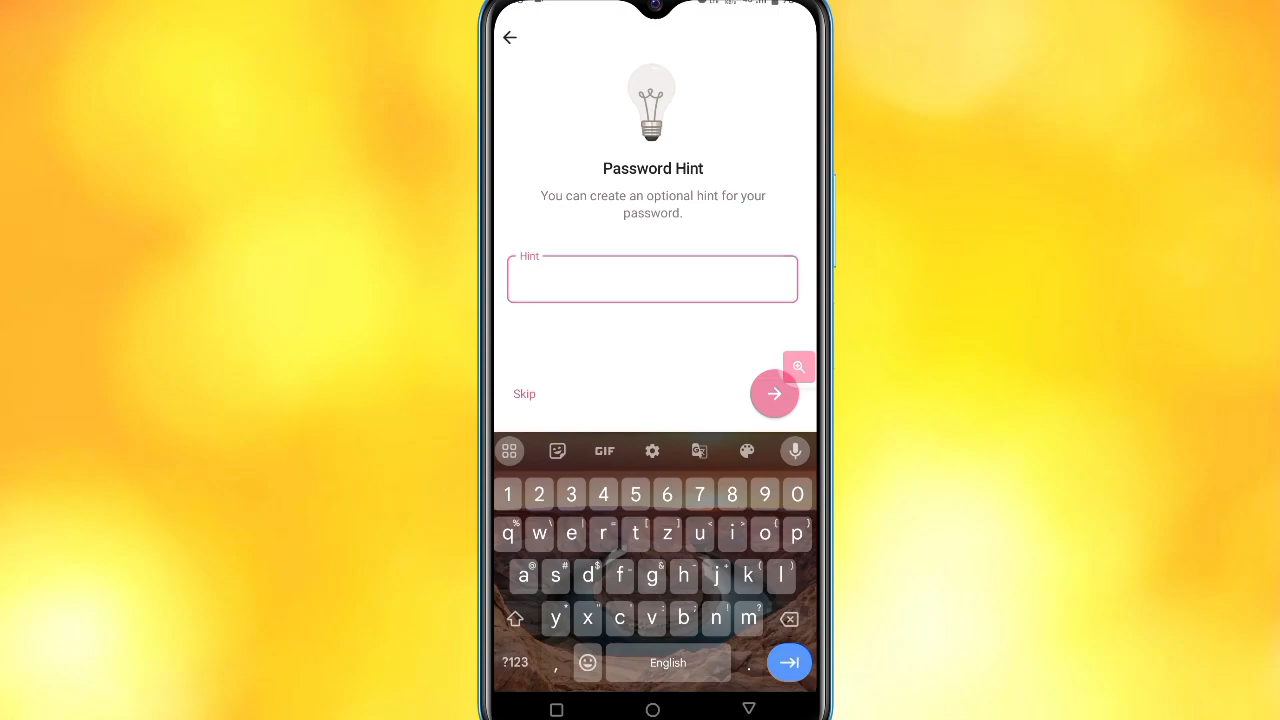 Password Hint
You can create an optional hint for your
password.
Hint
Skip
GIF
1 2 3 4 5 6 7 8 9 0
% \ | = [ ] < > { }
q w e r t z u i o p
@ # $ - & - + ( )
a s d f g h j k l
* " ' : ; ! ?
y x c v b n m
?123 , English .